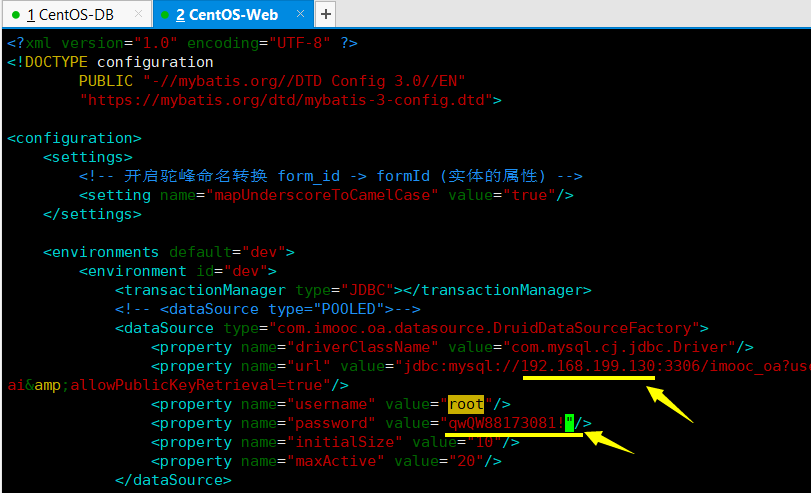 1 CentOS-DB × 2 CentOS-Web × +
<?xml version="1.0" encoding="UTF-8" ?>
<!DOCTYPE configuration
PUBLIC "-//mybatis.org//DTD Config 3.0//EN"
"https://mybatis.org/dtd/mybatis-3-config.dtd">
<configuration>
<settings>
<!-- 开启驼峰命名转换 form_id -> formId (实体的属性) -->
<setting name="mapUnderscoreToCamelCase" value="true"/>
</settings>
<environments default="dev">
<environment id="dev">
<transactionManager type="JDBC"></transactionManager>
<!-- <dataSource type="POOLED">-->
<dataSource type="com.imooc.oa.datasource.DruidDataSourceFactory">
<property name="driverClassName" value="com.mysql.cj.jdbc.Driver"/>
<property name="url" value="jdbc:mysql://192.168.199.130:3306/imooc_oa?use
ai&amp;allowPublicKeyRetrieval=true"/>
<property name="username" value="root"/>
<property name="password" value="qwQW88173081!"/>
<property name="initialSize" value="10"/>
<property name="maxActive" value="20"/>
</dataSource>